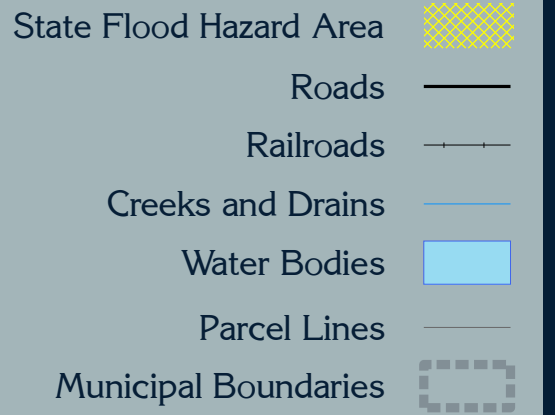 State Flood Hazard Area
Roads
Railroads
Creeks and Drains
Water Bodies
Parcel Lines
Municipal Boundaries